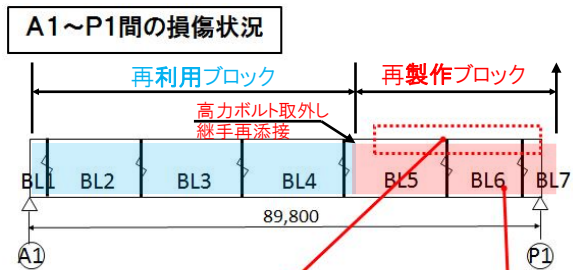 A1～P1間の損傷状況
再利用ブロック
再製作ブロック
高力ボルト取外し
継手再添接
BL1 BL2 BL3 BL4 BL5 BL6 BL7
89,800
A1 P1